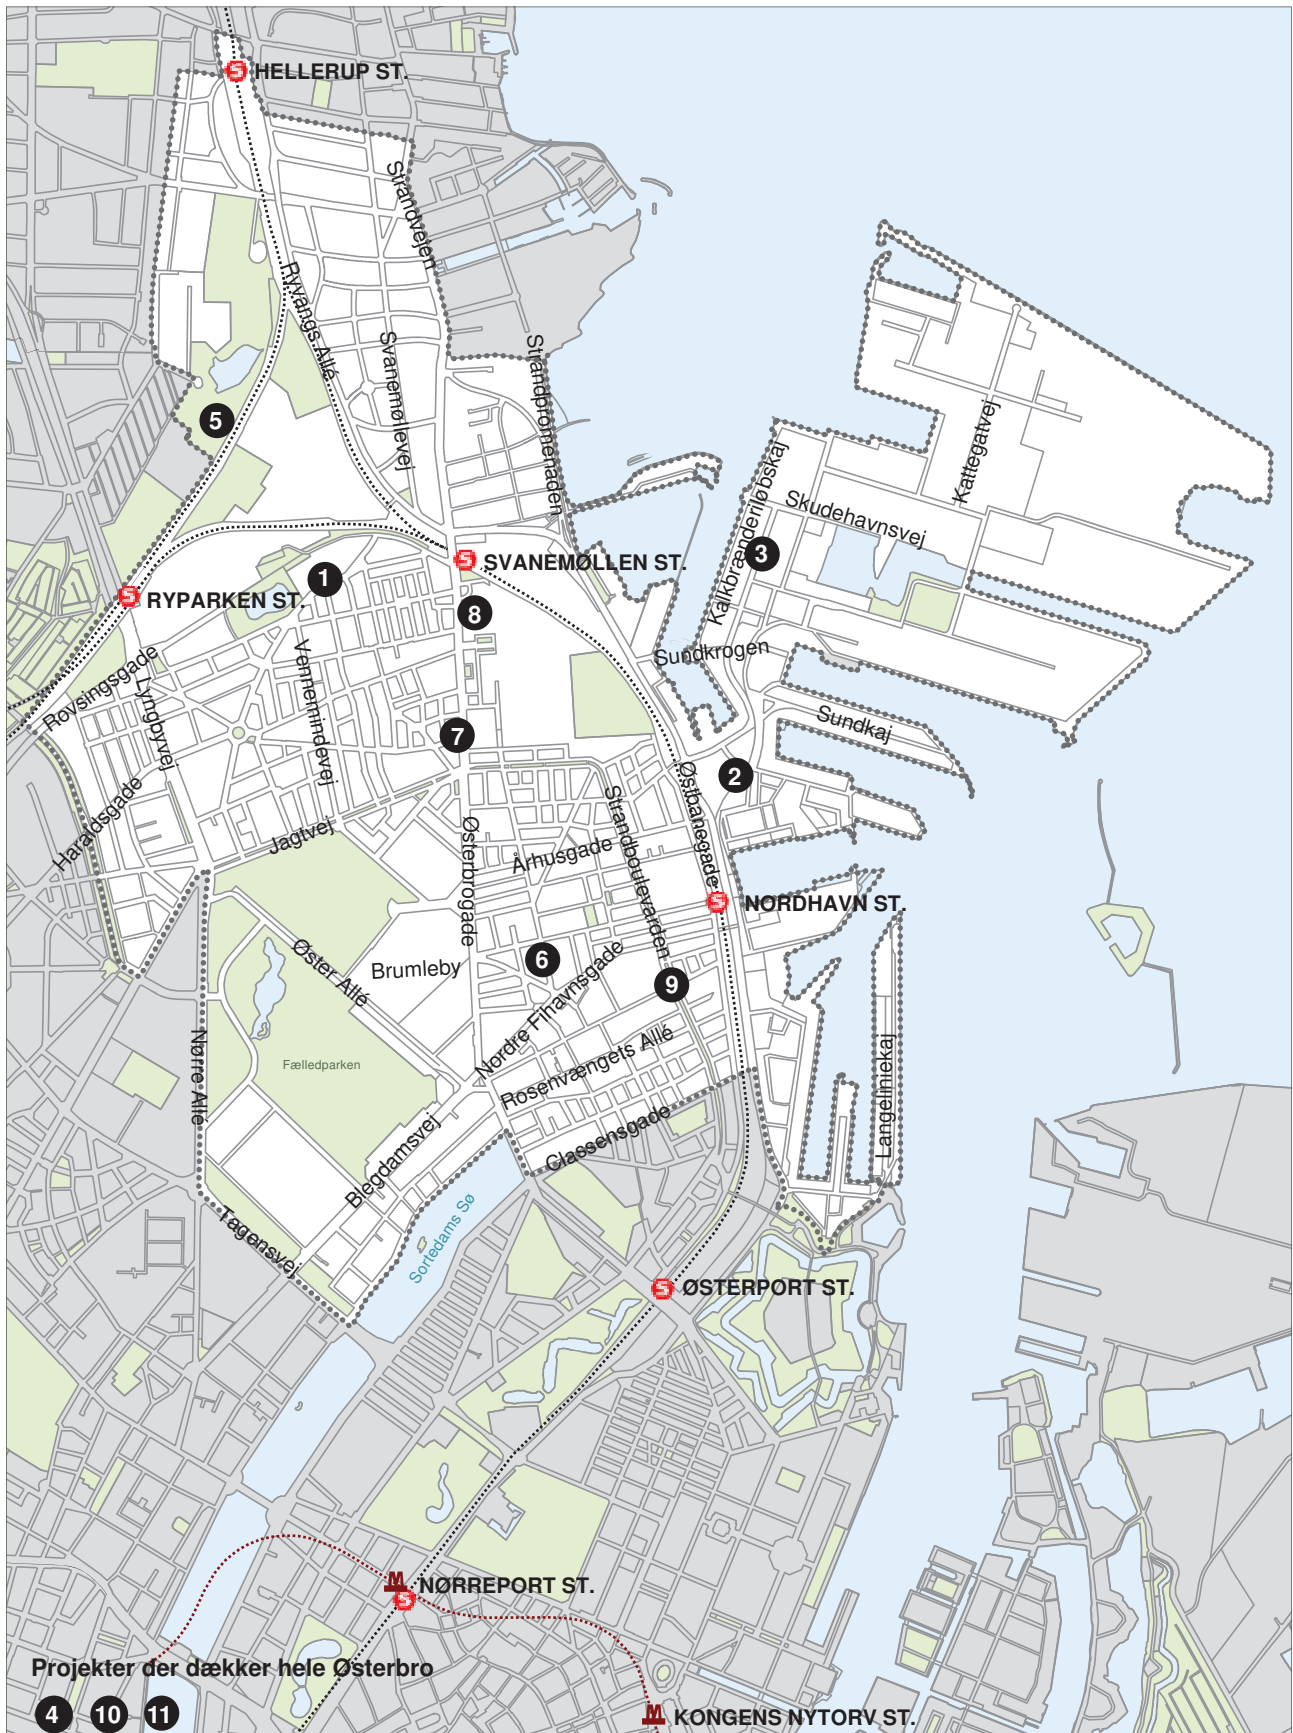 S HELLERUP ST.
Strandvejen
Ryvangs Allé
Svanemøllevej
Strandpromenaden
5
Kattegatvej
Kalkbrænderiløbskaj
Skudehavnsvej
3
S SVANEMØLLEN ST.
1
S RYPARKEN ST.
8
Sundkrogen
Vennemindevej
Rovsingsgade
Lyngbyvej
Sundkaj
7
2
Østbanegade
Haraldsgade
Jagtvej
Strandboulevarden
Østerbrogade
Århusgade
S NORDHAVN ST.
Øster Allé
Brumleby
6
9
Nordre Fihavnsgade
Nørre Allé
Fælledparken
Rosenvængets Allé
Langeliniekaj
Classensgade
Blegdamsvej
Tagensvej
Sortedams Sø
S ØSTERPORT ST.
M
S NØRREPORT ST.
Projekter der dækker hele Østerbro
4 10 11
M KONGENS NYTORV ST.